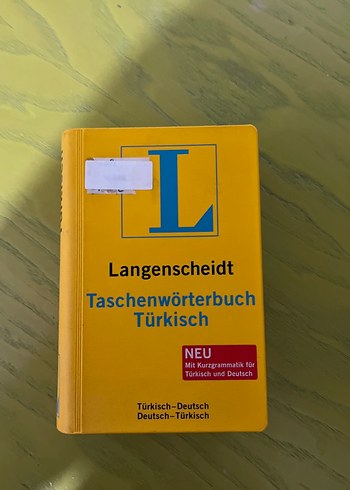 L
Langenscheidt
Taschenwörterbuch
Türkisch
NEU
Mit Kurzgrammatik für
Türkisch und Deutsch
Türkisch–Deutsch
Deutsch–Türkisch